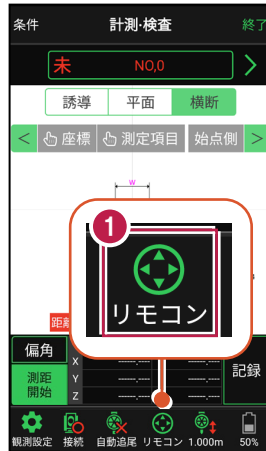 条件 計測・検査 終了
未 NO,0
誘導 平面 横断
< 座標 測定項目 始点側 >
w
1
リモコン
距離
偏角
測距
開始
X
Y
Z
記録
観測設定 接続 自動追尾 リモコン 1.000m 50%